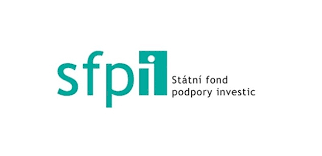 sfpi
Státní fond
podpory investic